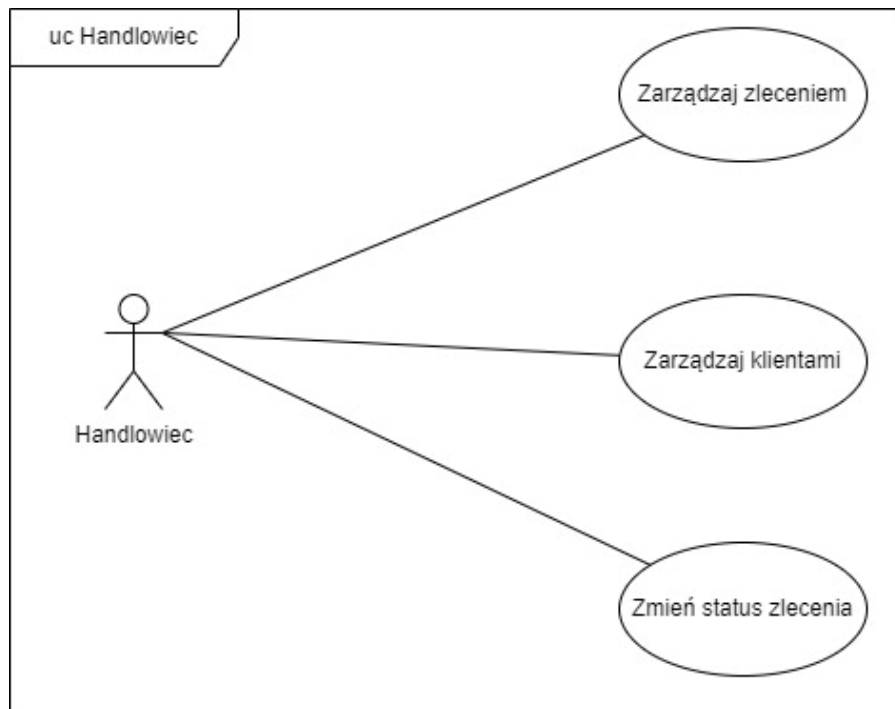 uc Handlowiec
Zarządzaj zleceniem
Zarządzaj klientami
Handlowiec
Zmień status zlecenia